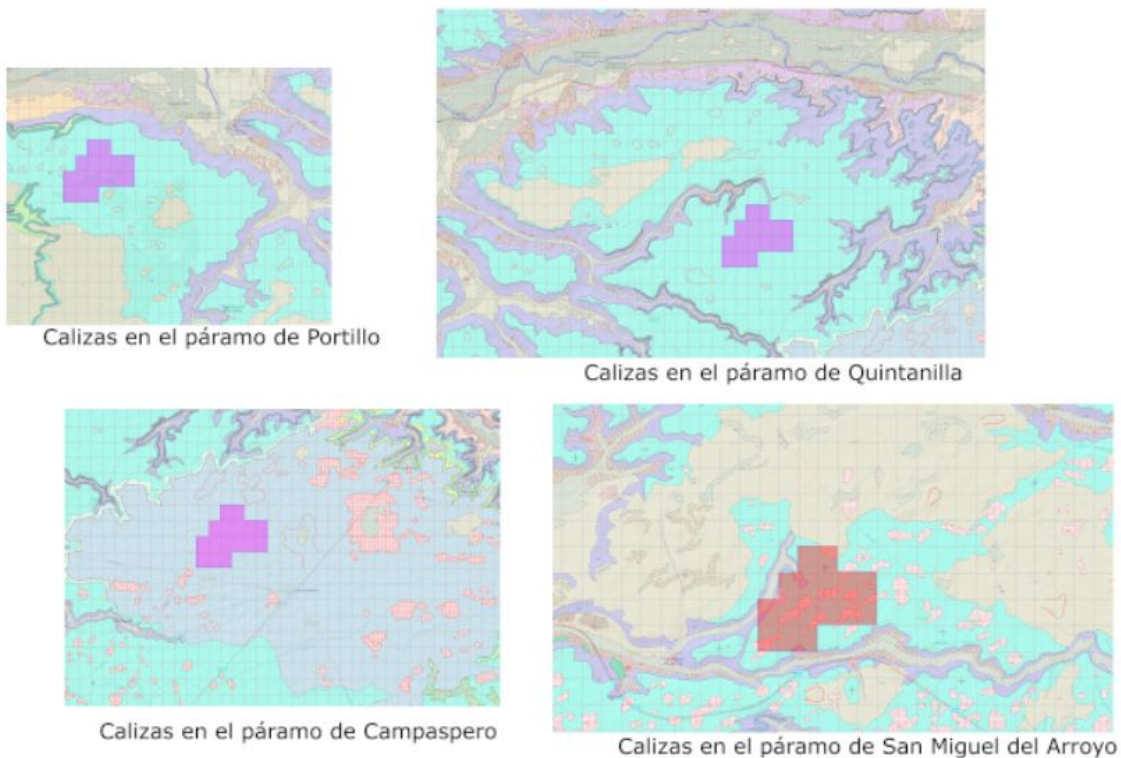 Calizas en el páramo de Portillo
Calizas en el páramo de Quintanilla
Calizas en el páramo de Campaspero
Calizas en el páramo de San Miguel del Arroyo